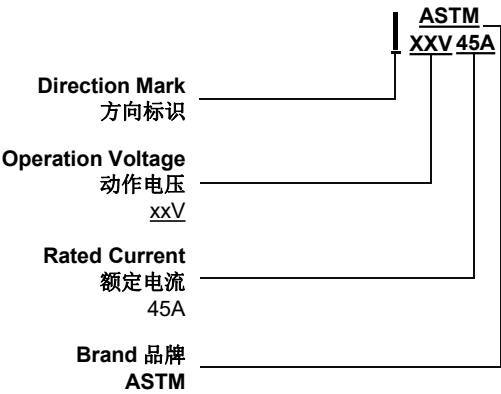 ASTM
XXV 45A
Direction Mark
方向标识
Operation Voltage
动作电压
xxV
Rated Current
额定电流
45A
Brand 品牌
ASTM